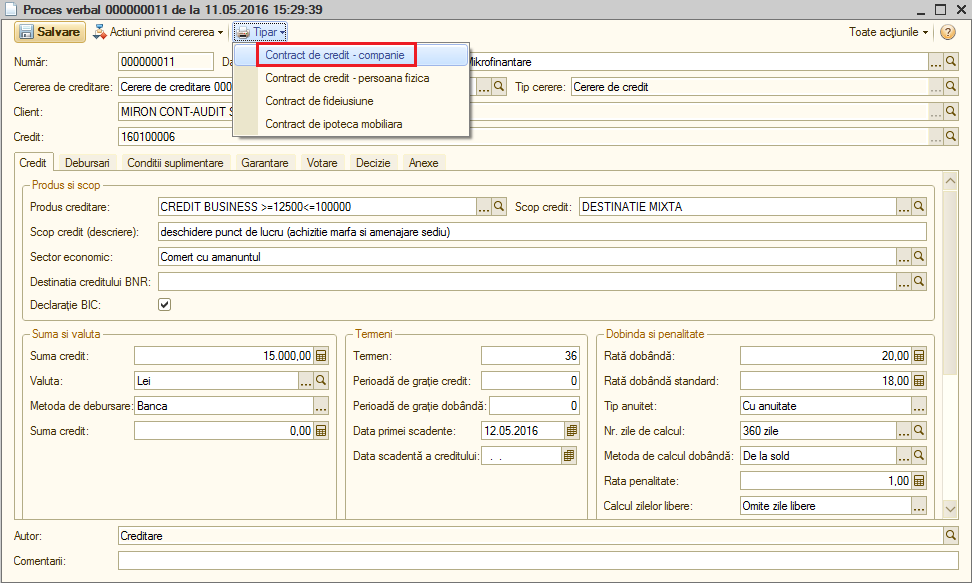 Proces verbal 000000011 de la 11.05.2016 15:29:39
Salvare Actiuni privind cererea Tipar Toate acțiunile ?
Contract de credit - companie
Contract de credit - persoana fizica
Contract de fideiusiune
Contract de ipoteca mobiliara
Număr: 000000011 Mikrofinantare
Cererea de creditare: Cerere de creditare Tip cerere: Cerere de credit
Client: MIRON CONT-AUDIT
Credit: 160100006
Credit Debursari Conditii suplimentare Garantare Votare Decizie Anexe
Produs si scop
Produs creditare: CREDIT BUSINESS >=12500<=100000 Scop credit: DESTINATIE MIXTA
Scop credit (descriere): deschidere punct de lucru (achizitie marfa si amenajare sediu)
Sector economic: Comert cu amanuntul
Destinatia creditului BNR:
Declarație BIC:
Suma si valuta Termeni Dobinda si penalitate
Suma credit: 15.000,00 Termen: 36 Rată dobândă: 20,00
Valuta: Lei Perioadă de grație credit: 0 Rată dobândă standard: 18,00
Metoda de debursare: Banca Perioadă de grație dobândă: 0 Tip anuitet: Cu anuitate
Suma credit: 0,00 Data primei scadente: 12.05.2016 Nr. zile de calcul: 360 zile
Data scadentă a creditului: . . Metoda de calcul dobândă: De la sold
Rata penalitate: 1,00
Calcul zilelor libere: Omite zile libere
Autor: Creditare
Comentarii: